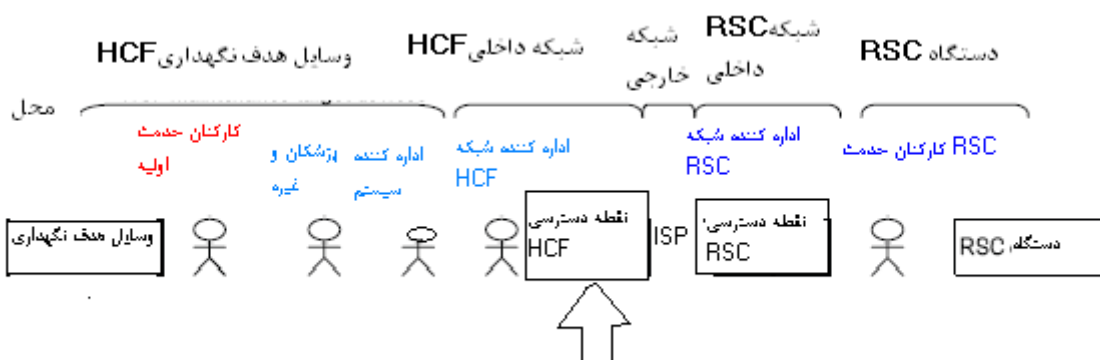 وسایل هدف نگهداری HCF
شبکه داخلی HCF
شبکه
خارجی
شبکه RSC
داخلی
دستگاه RSC
محل
کارکنان خدمت
اولیه
پزشکان و
غیره
اداره کننده
سیستم
اداره کننده شبکه
HCF
اداره کننده شبکه
RSC
کارکنان خدمت RSC
وسایل هدف نگهداری
نقطه دسترسی
HCF
ISP
نقطه دسترسی
RSC
دستگاه RSC